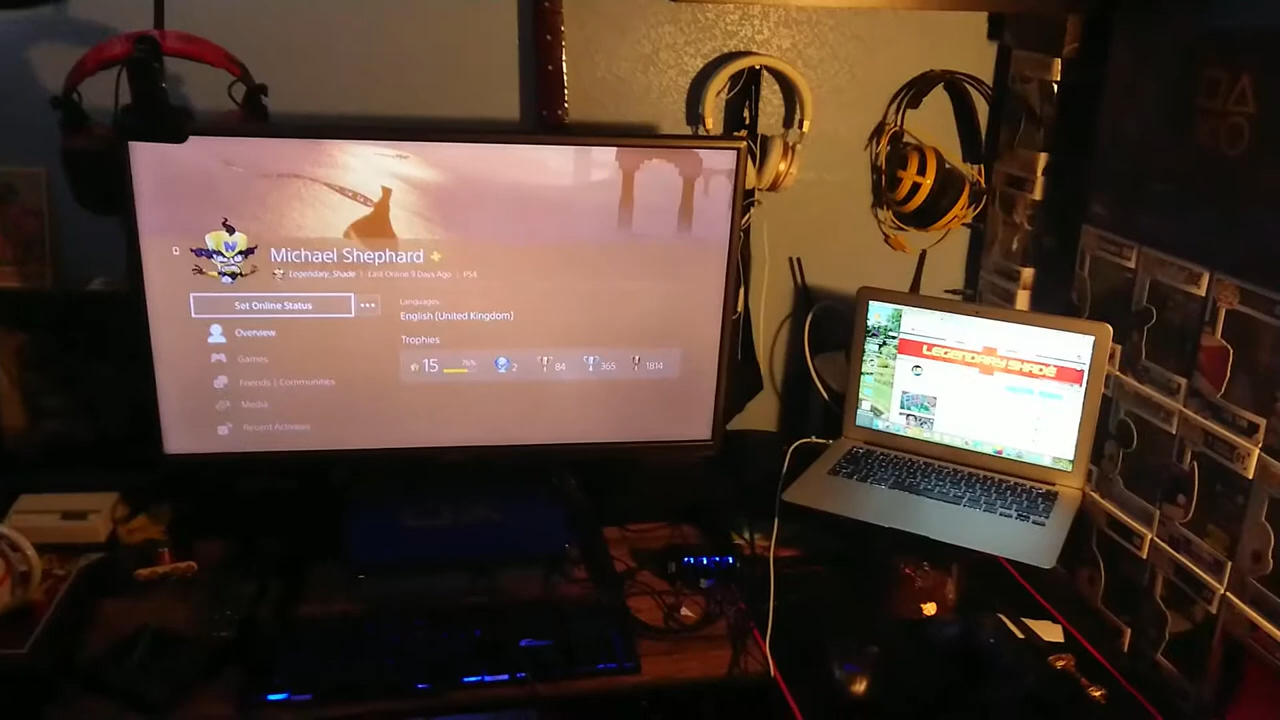 Michael Shephard
Legendary_Shade | Last Online 9 Days Ago | PS4
Set Online Status
Languages
English (United Kingdom)
Overview
Trophies
15 76% 2 84 365 1814
Games
Friends | Communities
Media
Recent Activities
LEGENDARY SHADE